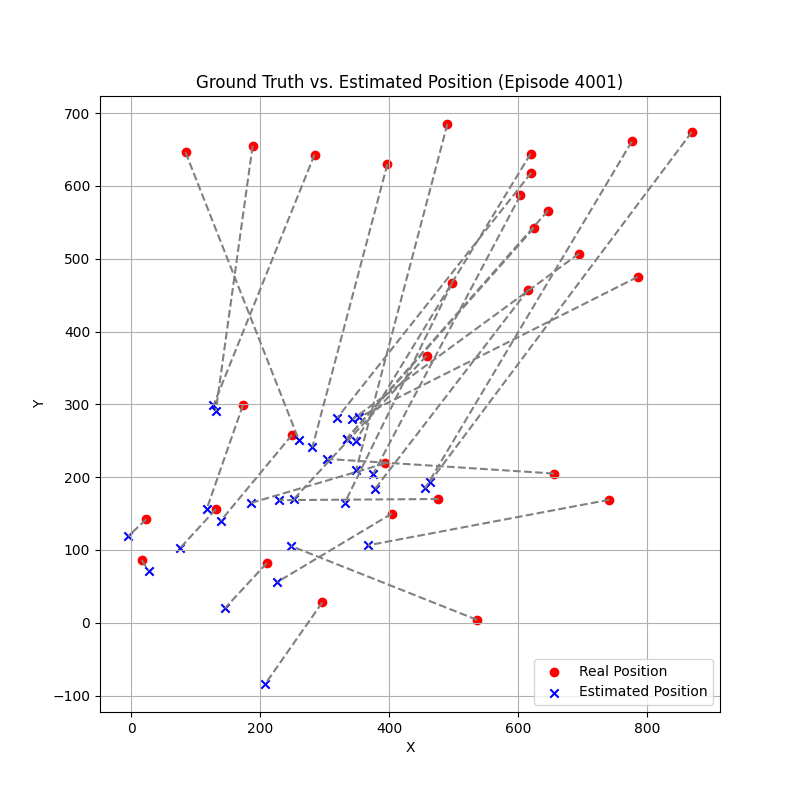 Ground Truth vs. Estimated Position (Episode 4001)
700
600
500
400
300
200
100
0
−100
Y
0 200 400 600 800
X
Real Position
Estimated Position